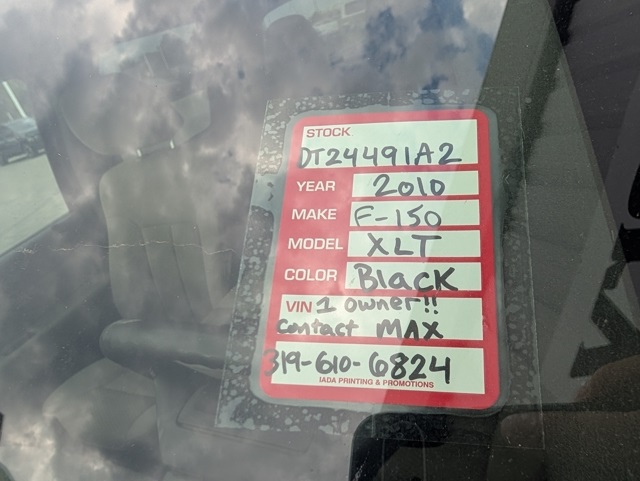 STOCK
DT24491A2
YEAR 2010
MAKE F-150
MODEL XLT
COLOR Black
VIN 1 owner!!
Contact MAX
319-610-6824
IADA PRINTING & PROMOTIONS